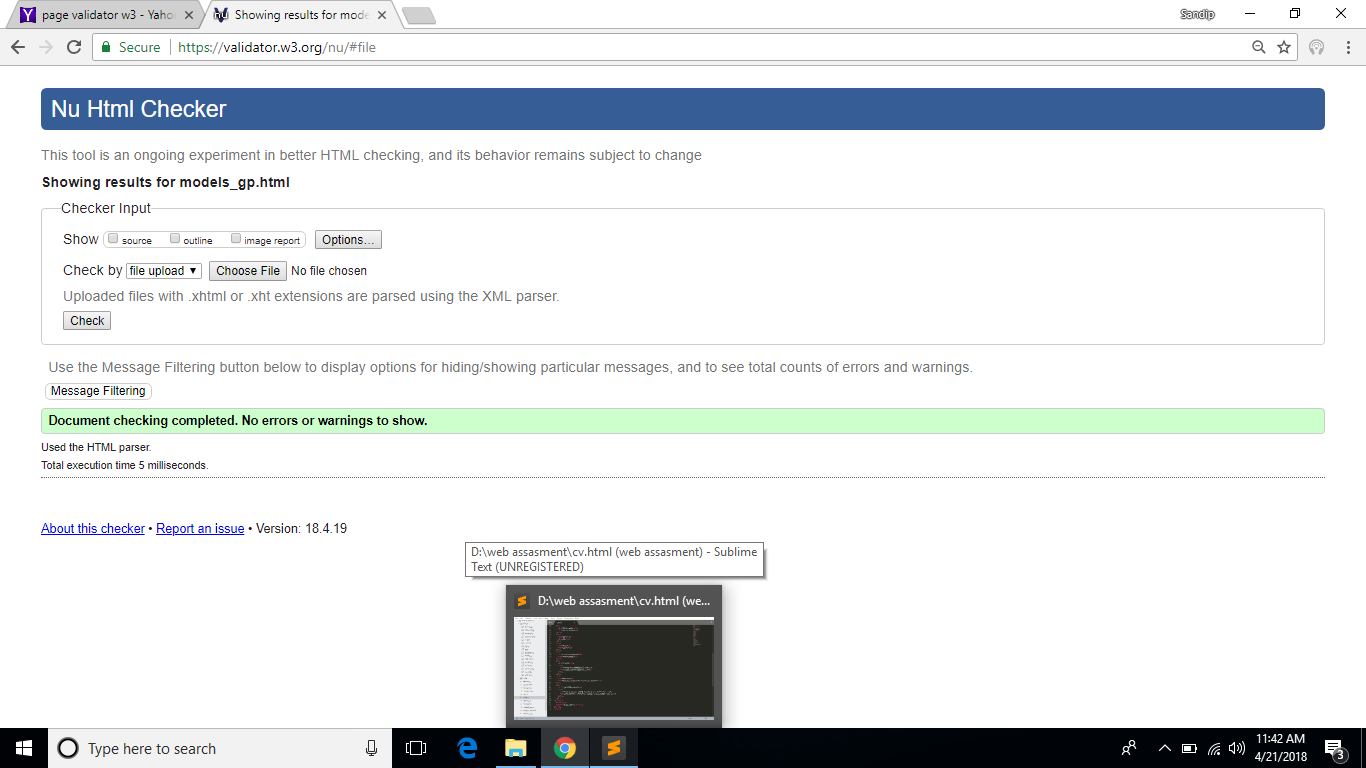 page validator w3 - Yaho
Showing results for mode
Sandip
Secure
https://validator.w3.org/nu/#file
Nu Html Checker
This tool is an ongoing experiment in better HTML checking, and its behavior remains subject to change
Showing results for models_gp.html
Checker Input
Show source outline image report Options...
Check by file upload Choose File No file chosen
Uploaded files with .xhtml or .xht extensions are parsed using the XML parser.
Check
Use the Message Filtering button below to display options for hiding/showing particular messages, and to see total counts of errors and warnings.
Message Filtering
Document checking completed. No errors or warnings to show.
Used the HTML parser.
Total execution time 5 milliseconds.
About this checker • Report an issue • Version: 18.4.19
D:\web assasment\cv.html (web assasment) - Sublime
Text (UNREGISTERED)
D:\web assasment\cv.html (we...
Type here to search
11:42 AM
4/21/2018
3